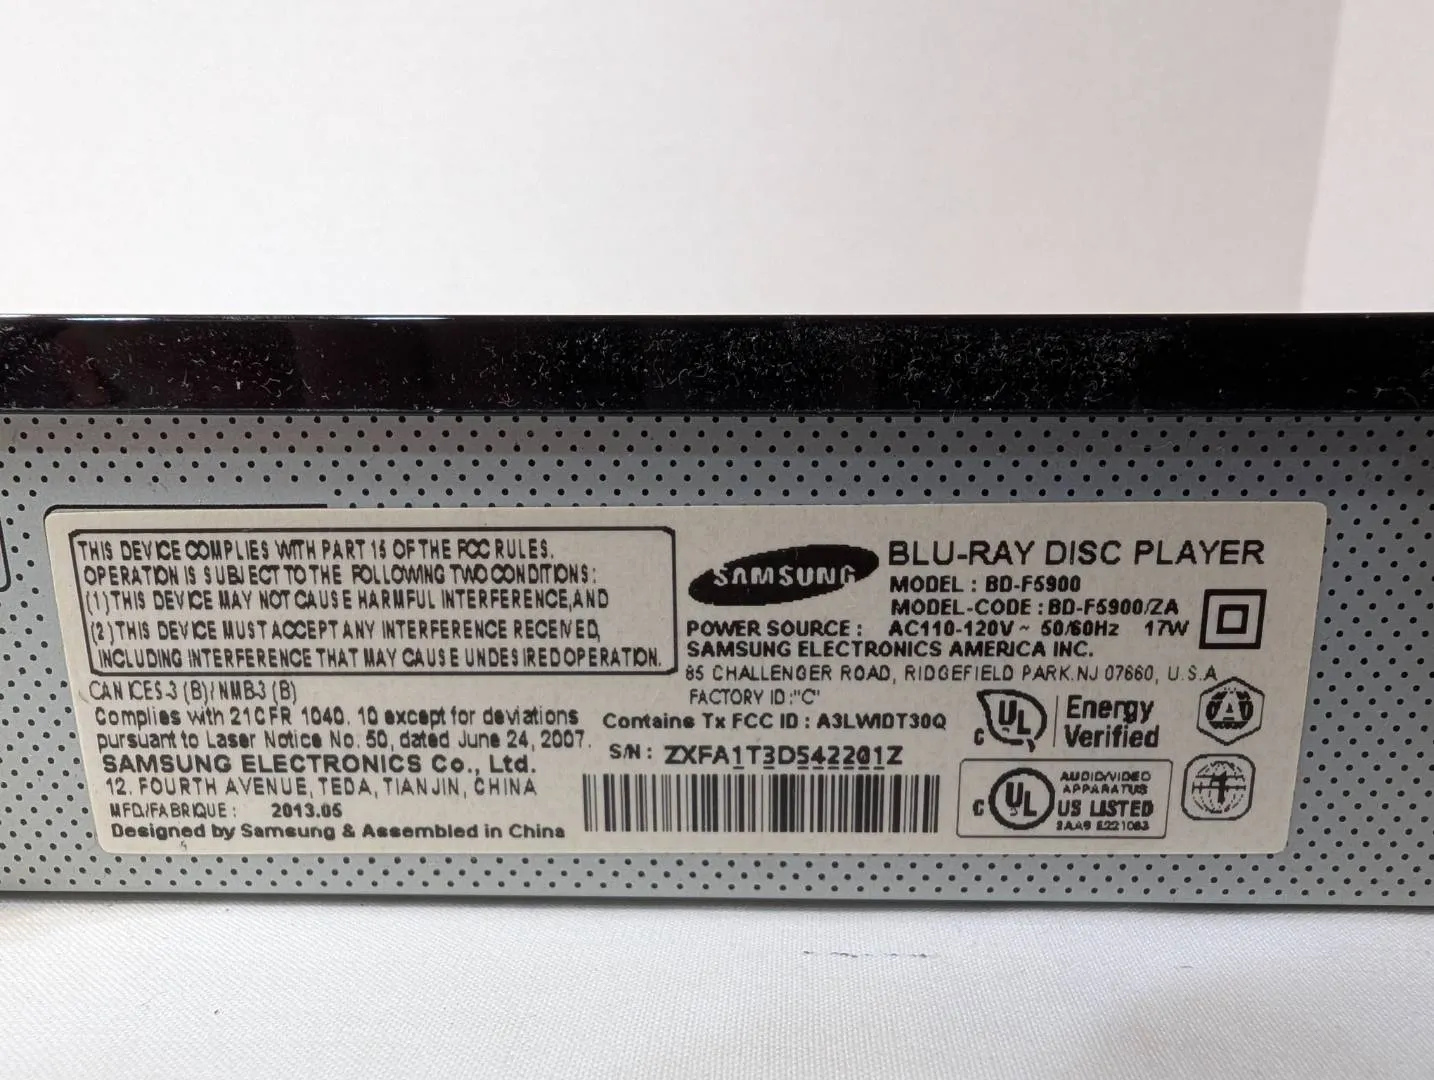 THIS DEVICE COMPLIES WITH PART 15 OF THE FCC RULES.
OPERATION IS SUBJECT TO THE FOLLOWING TWO CONDITIONS:
(1) THIS DEVICE MAY NOT CAUSE HARMFUL INTERFERENCE, AND
(2) THIS DEVICE MUST ACCEPT ANY INTERFERENCE RECEIVED,
INCLUDING INTERFERENCE THAT MAY CAUSE UNDESIRED OPERATION.
CAN ICES-3 (B)/NMB-3 (B)
Complies with 21CFR 1040. 10 except for deviations
pursuant to Laser Notice No. 50, dated June 24, 2007.
SAMSUNG ELECTRONICS Co., Ltd.
12. FOURTH AVENUE, TEDA, TIANJIN, CHINA
MFD/FABRIQUE : 2013.05
Designed by Samsung & Assembled in China
SAMSUNG
BLU-RAY DISC PLAYER
MODEL : BD-F5900
MODEL-CODE : BD-F5900/ZA
POWER SOURCE : AC110-120V ~ 50/60Hz 17W
SAMSUNG ELECTRONICS AMERICA INC.
85 CHALLENGER ROAD, RIDGEFIELD PARK.NJ 07660, U.S.A
FACTORY ID:"C"
Contains Tx FCC ID : A3LWIDT30Q
S/N : ZXFA1T3D542201Z
C UL Energy
Verified
C UL AUDIO/VIDEO
APPARATUS
US LISTED
2AA9 E221083